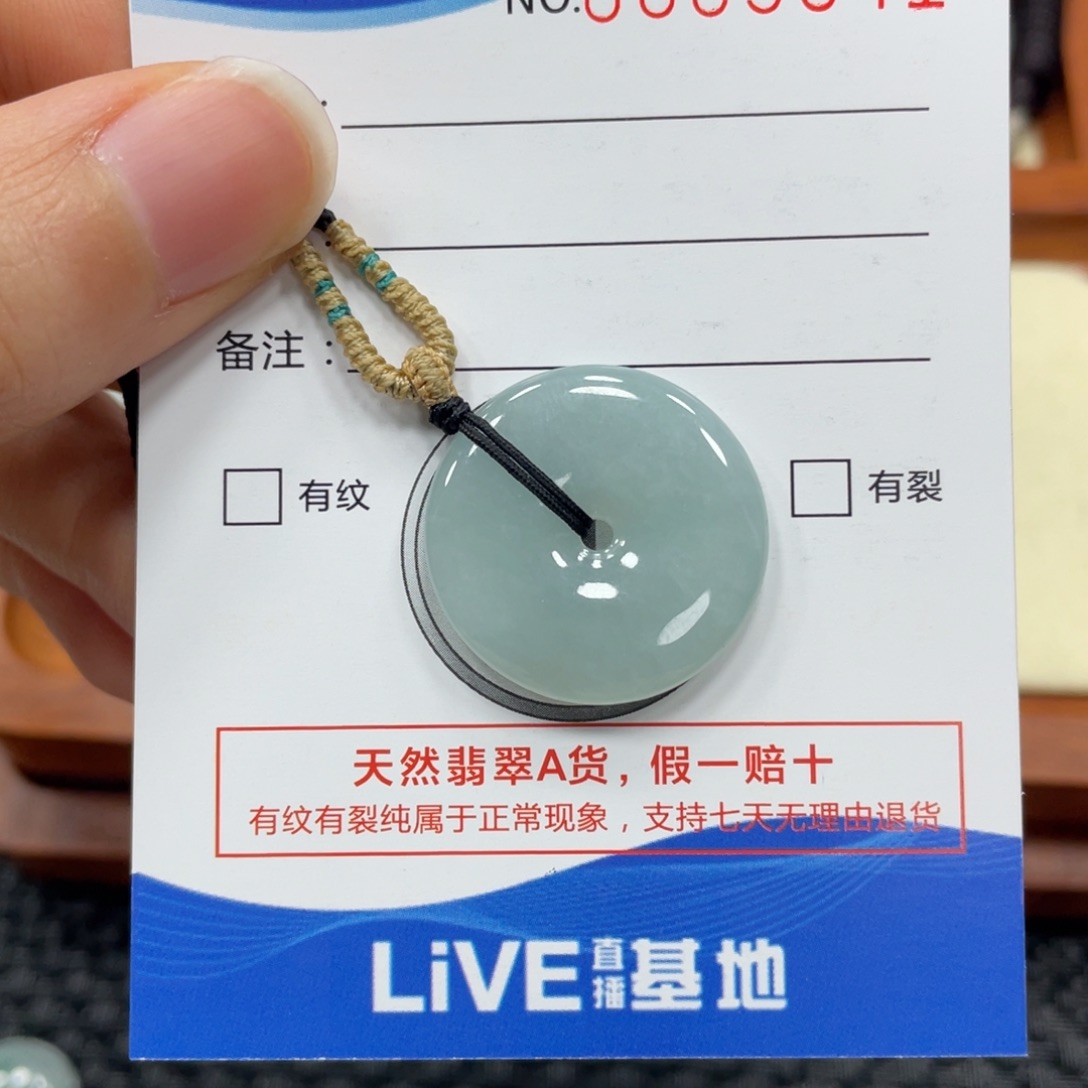 NO.
备注：
有纹
有裂
天然翡翠A货，假一赔十
有纹有裂纯属于正常现象，支持七天无理由退货
LiVE直播基地